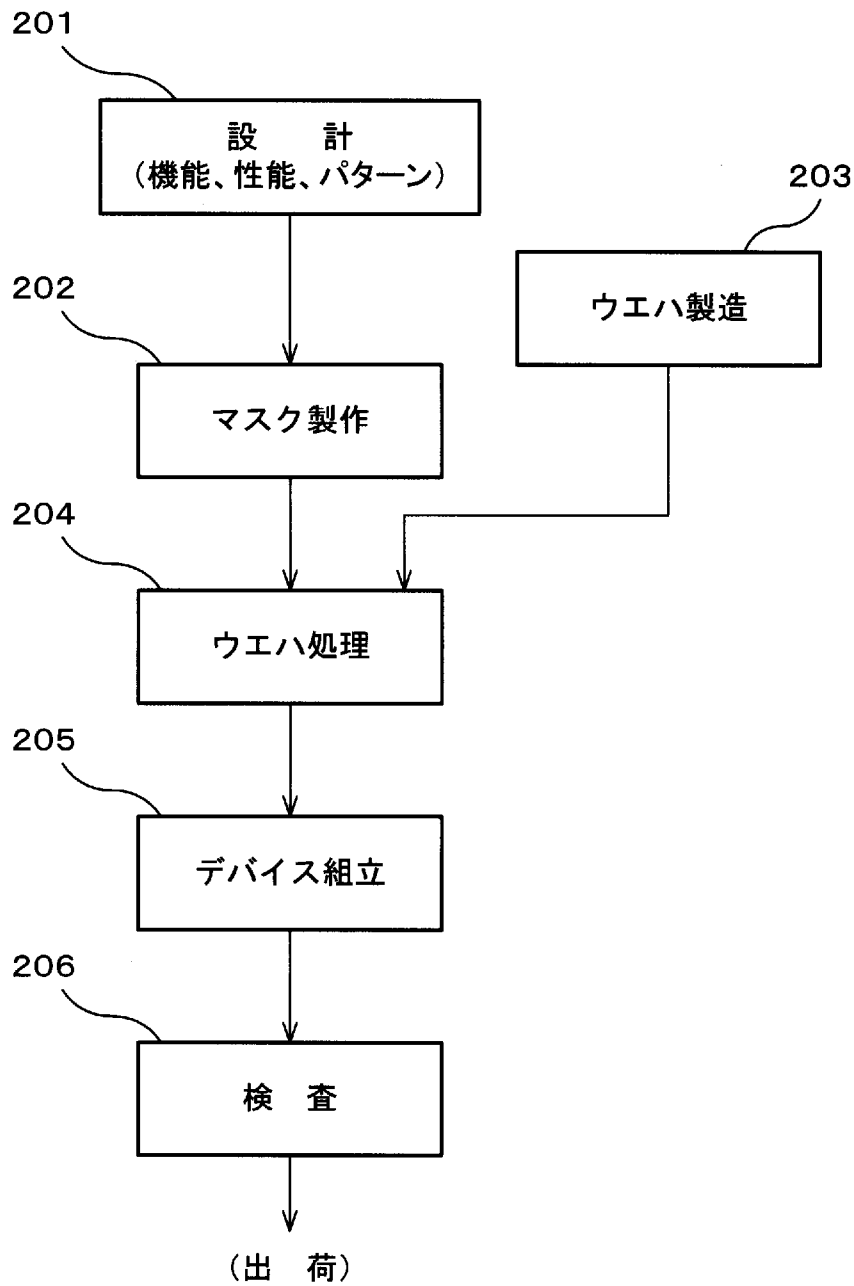 201
設　計
(機能、性能、パターン)
203
ウエハ製造
202
マスク製作
204
ウエハ処理
205
デバイス組立
206
検　査
(出　荷)